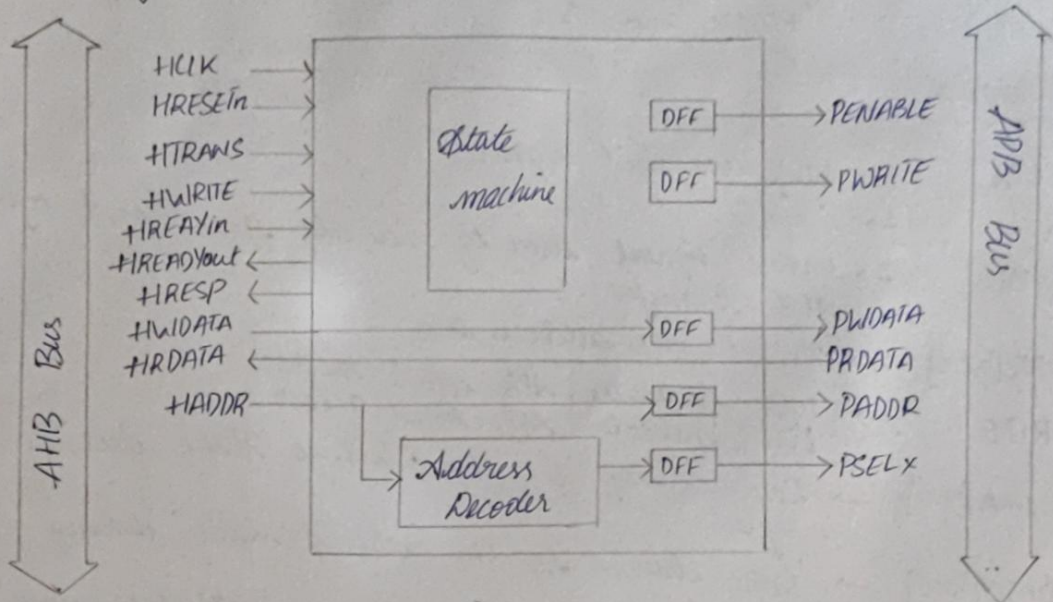 HCLK
HRESETn
HTRANS
HWRITE
HREAYin
HREADYout
HRESP
HWDATA
HRDATA
HADDR
AHB Bus
State
machine
Address
Decoder
DFF
DFF
DFF
DFF
DFF
PENABLE
PWRITE
PWDATA
PRDATA
PADDR
PSELx
APB Bus